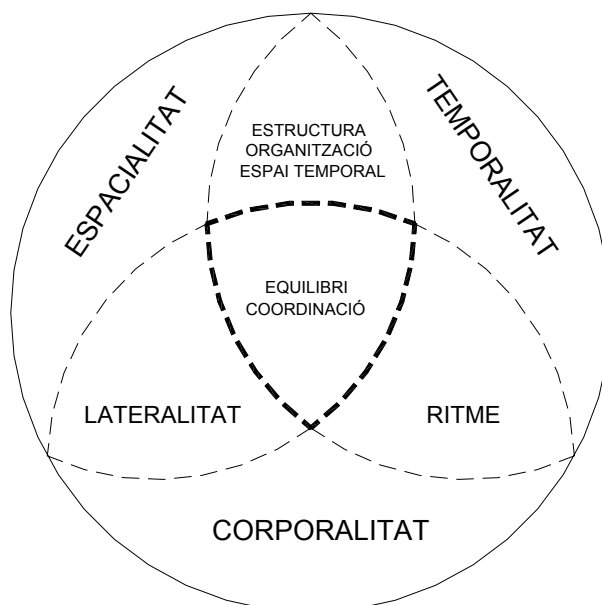 ESPACIALITAT
TEMPORALITAT
ESTRUCTURA
ORGANITZACIÓ
ESPAI TEMPORAL
EQUILIBRI
COORDINACIÓ
LATERALITAT
RITME
CORPORALITAT